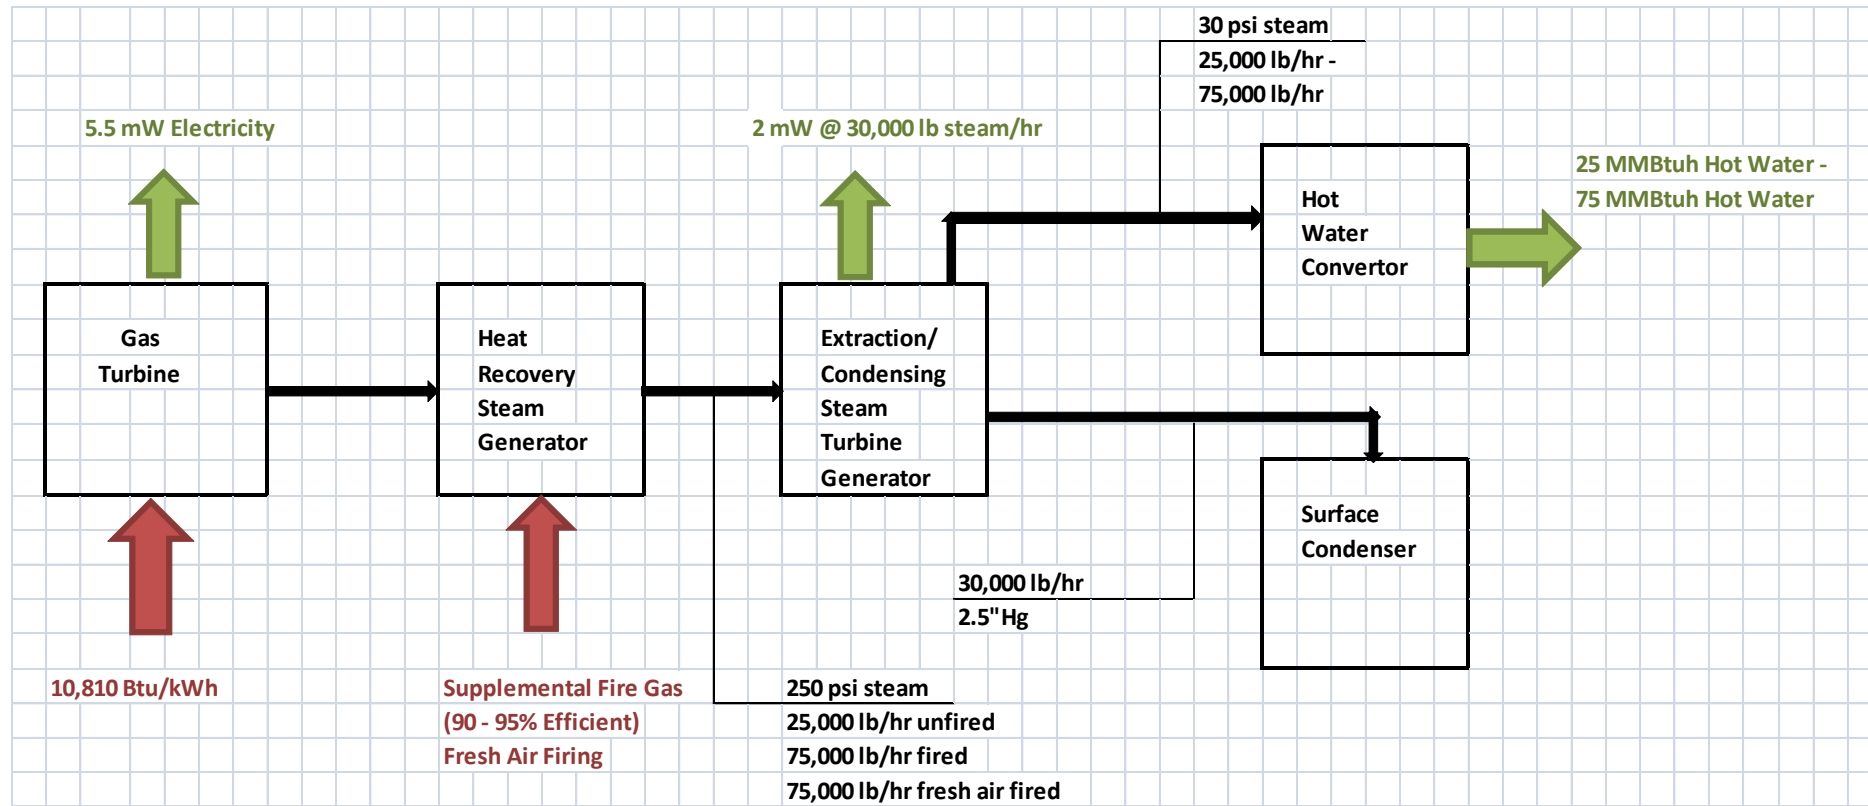 30 psi steam
25,000 lb/hr -
75,000 lb/hr
5.5 mW Electricity
2 mW @ 30,000 lb steam/hr
25 MMBtuh Hot Water -
75 MMBtuh Hot Water
Hot
Water
Convertor
Gas
Turbine
Heat
Recovery
Steam
Generator
Extraction/
Condensing
Steam
Turbine
Generator
Surface
Condenser
30,000 lb/hr
2.5"Hg
10,810 Btu/kWh
Supplemental Fire Gas
(90 - 95% Efficient)
Fresh Air Firing
250 psi steam
25,000 lb/hr unfired
75,000 lb/hr fired
75,000 lb/hr fresh air fired